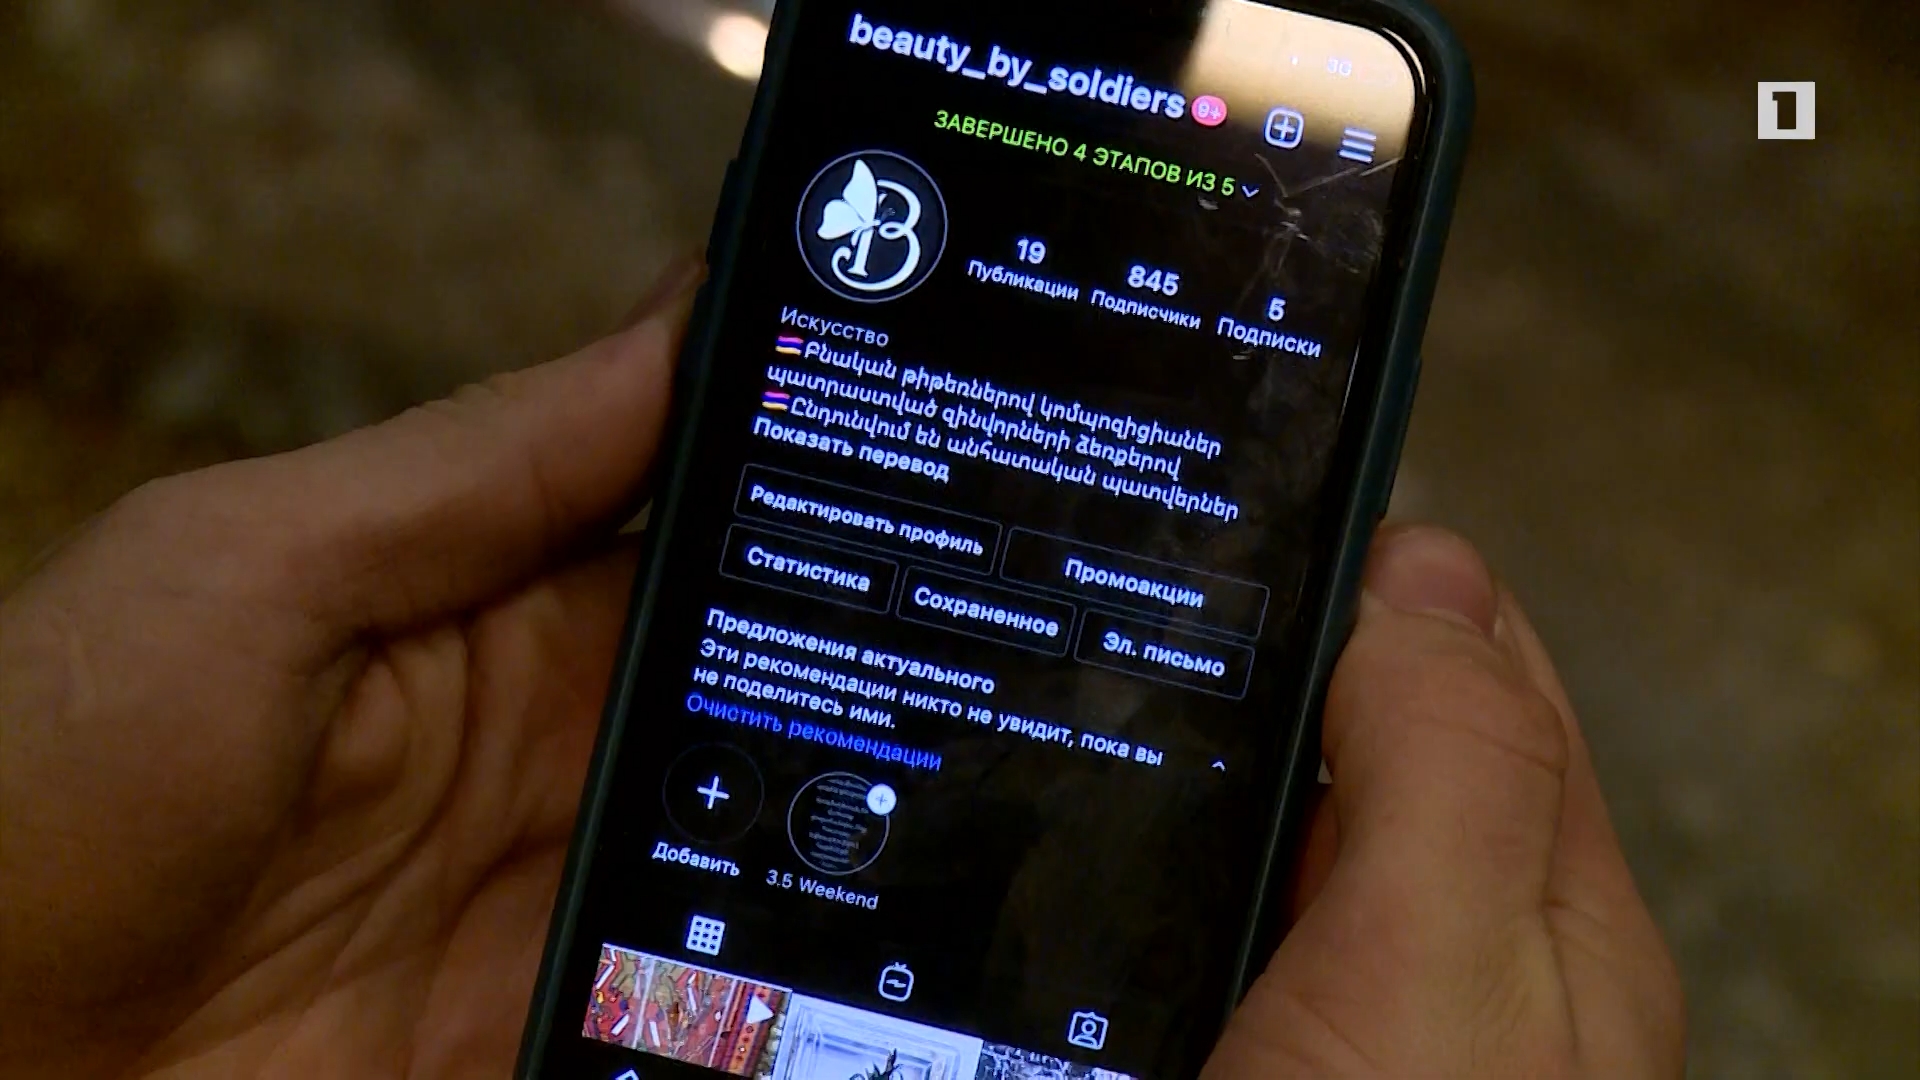 3G
beauty_by_soldiers 9+
ЗАВЕРШЕНО 4 ЭТАПОВ ИЗ 5
B
19 845 5
Публикации Подписчики Подписки
Искусство
Բնական թիթեռներով կոմպոզիցիաներ
պատրաստված զինվորների ձեռքերով
Ընդունվում են անհատական պատվերներ
Показать перевод
Редактировать профиль Промоакции
Статистика Сохраненное Эл. письмо
Предложения актуального
Эти рекомендации никто не увидит, пока вы
не поделитесь ими.
Очистить рекомендации
Добавить 3.5 Weekend
1